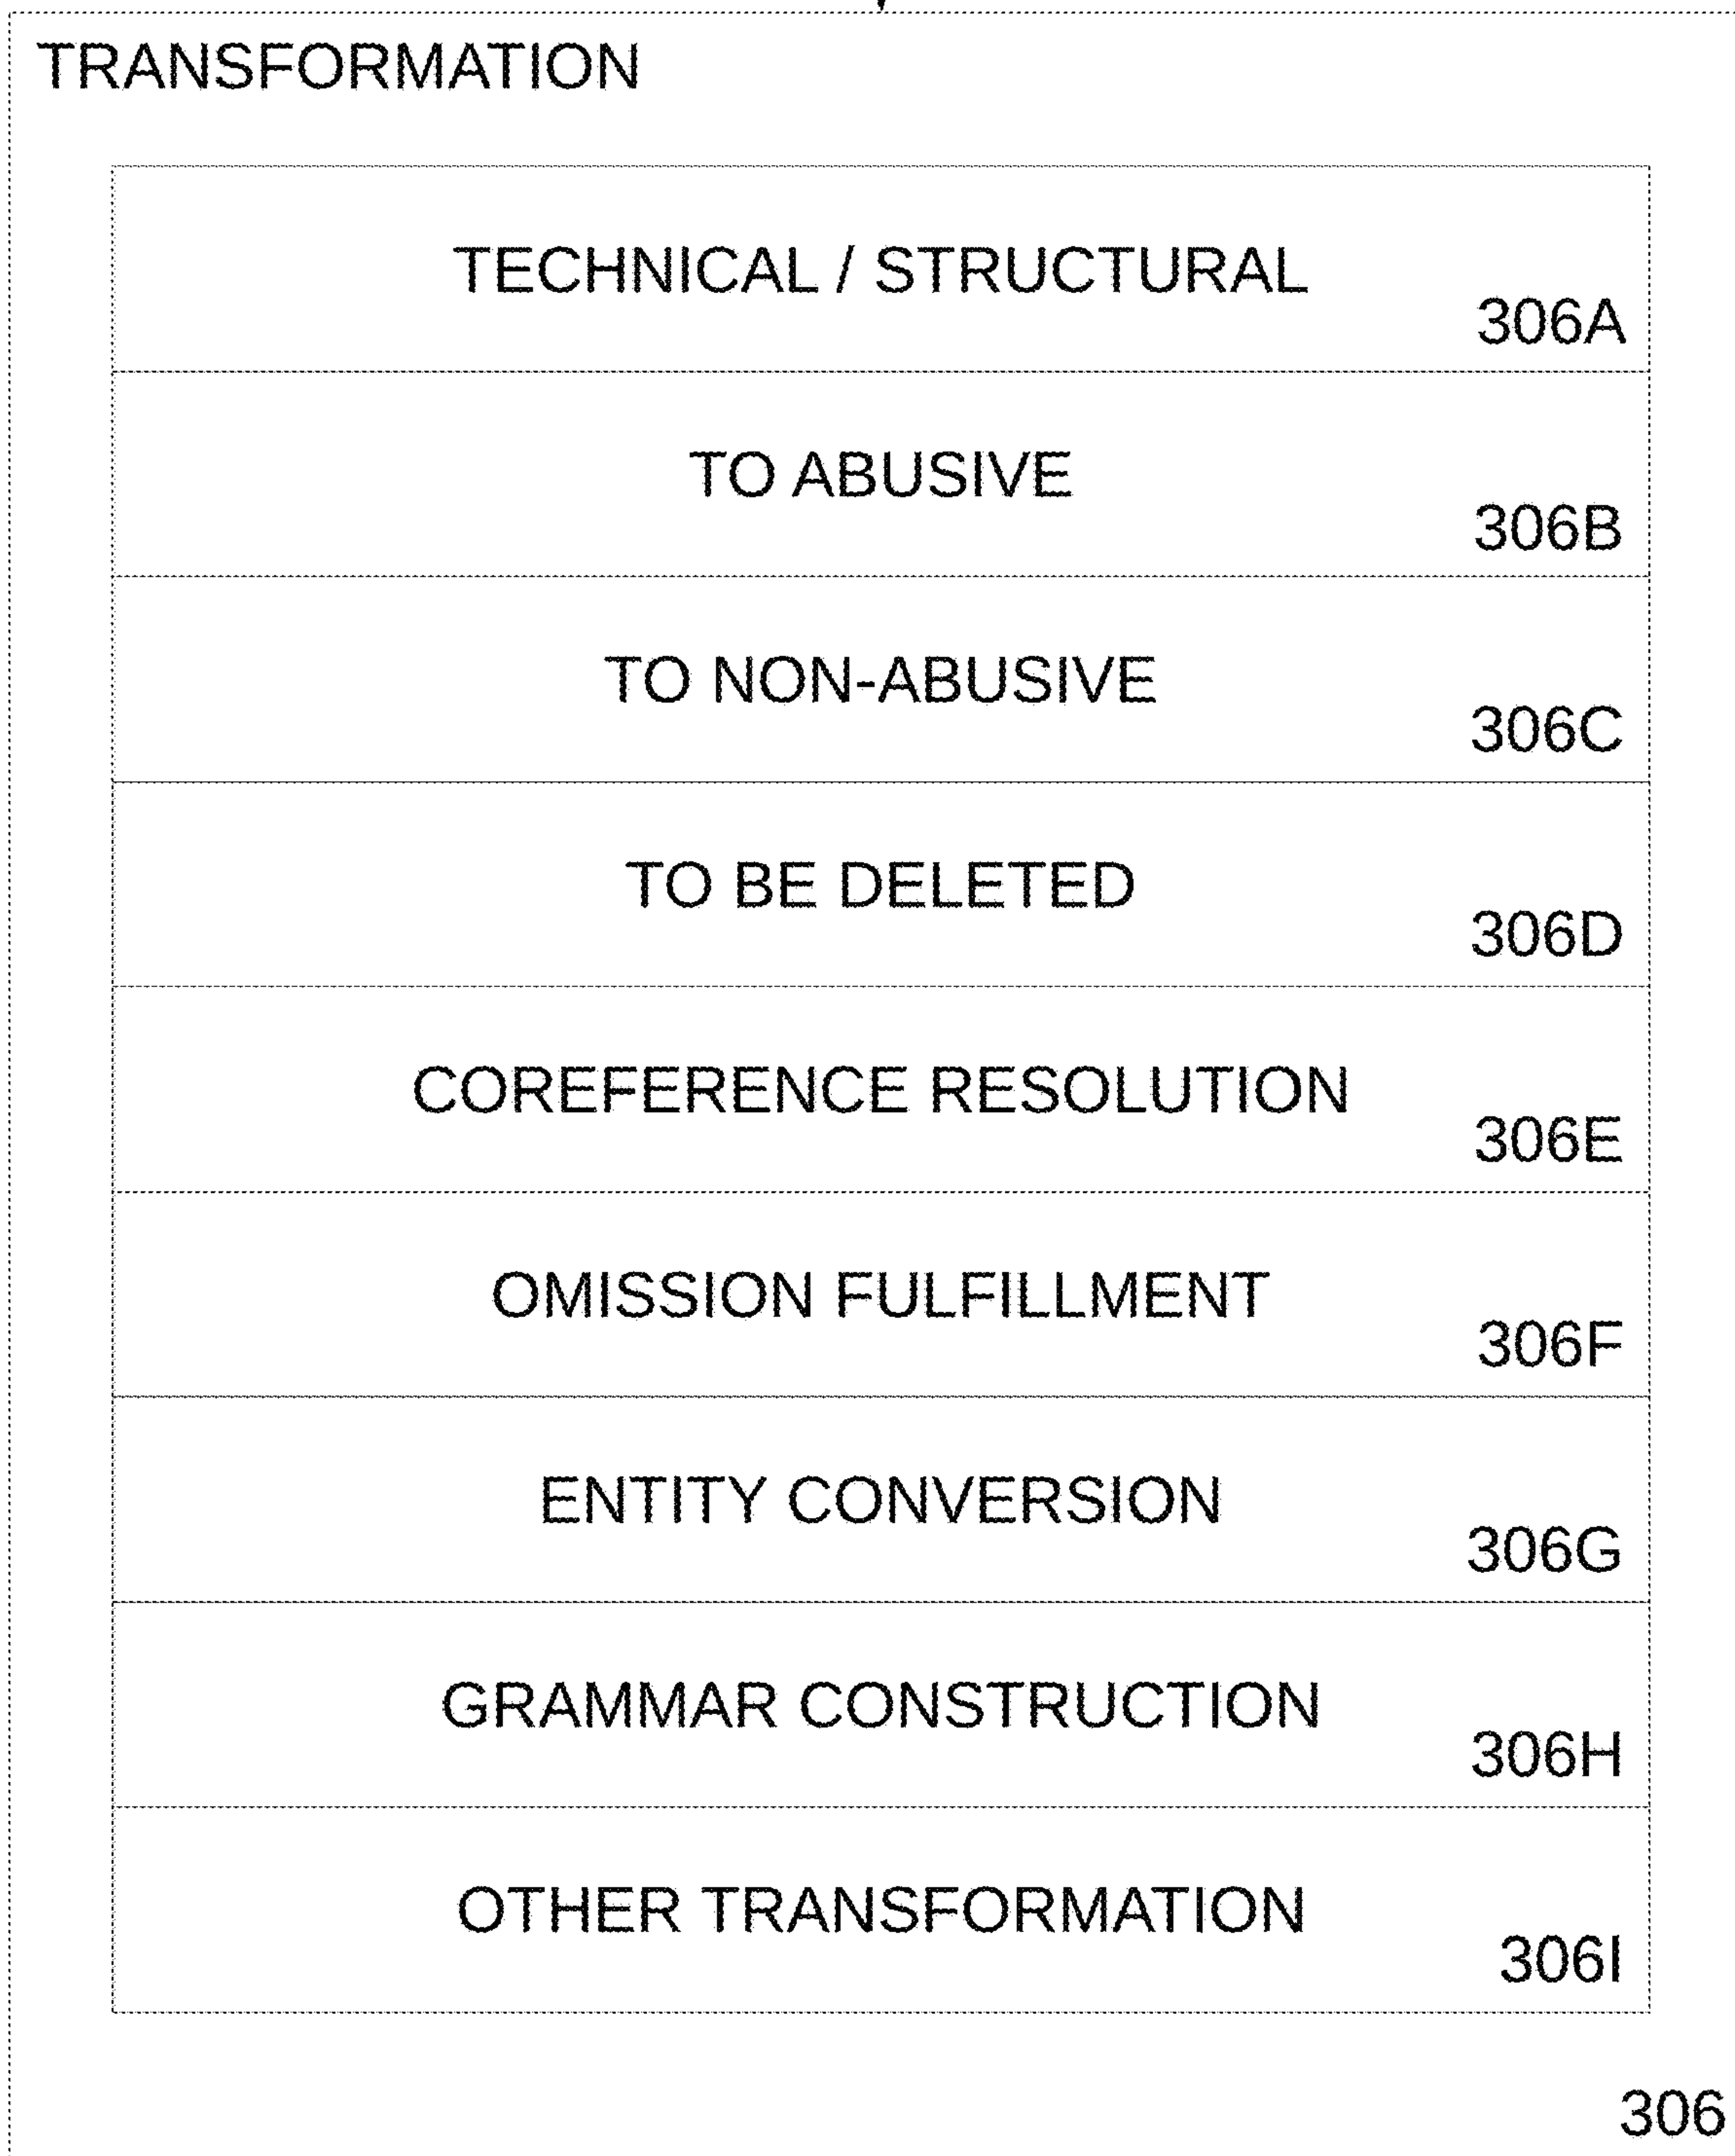 TRANSFORMATION
TECHNICAL / STRUCTURAL
306A
TO ABUSIVE
306B
TO NON-ABUSIVE
306C
TO BE DELETED
306D
COREFERENCE RESOLUTION
306E
OMISSION FULFILLMENT
306F
ENTITY CONVERSION
306G
GRAMMAR CONSTRUCTION
306H
OTHER TRANSFORMATION
306I
306